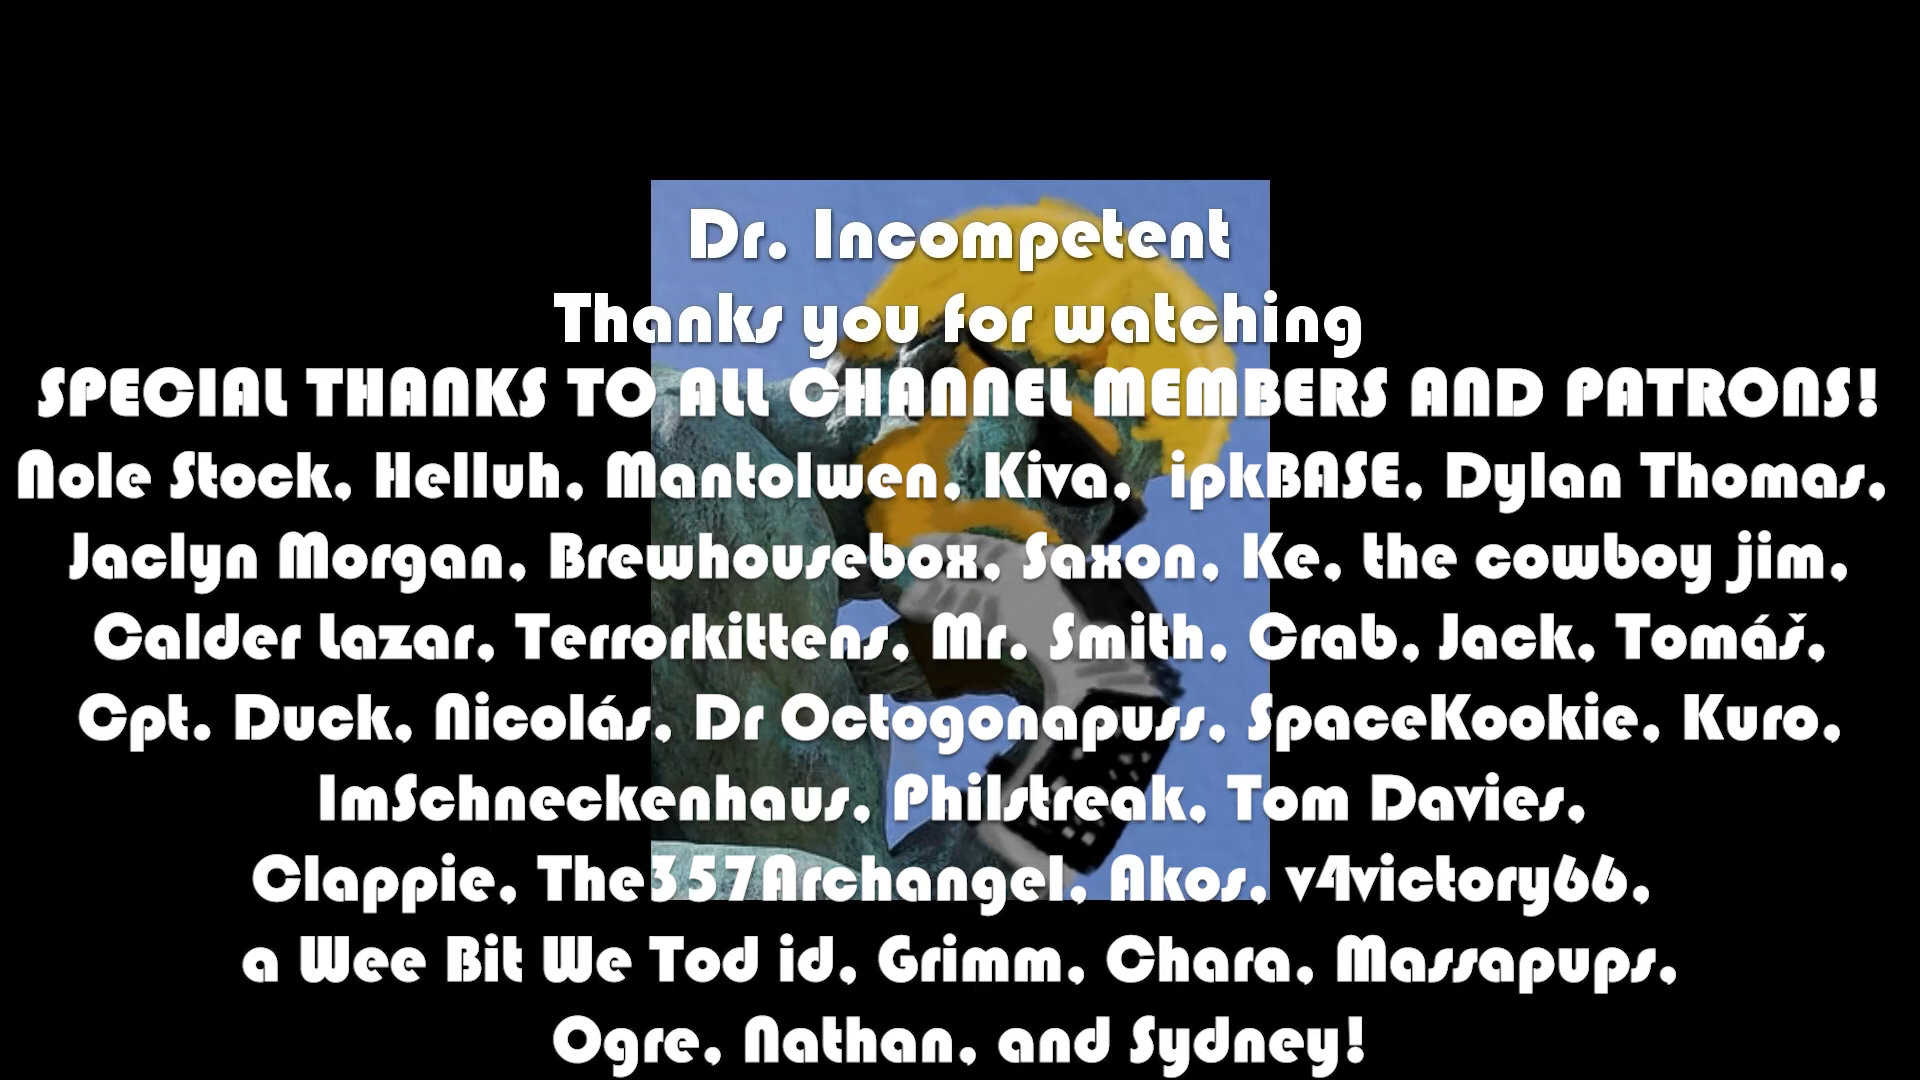 Dr. Incompetent
Thanks you for watching
SPECIAL THANKS TO ALL CHANNEL MEMBERS AND PATRONS!
Nole Stock, Helluh, Mantolwen, Kiva, ipkBASE, Dylan Thomas,
Jaclyn Morgan, Brewhousebox, Saxon, Ke, the cowboy jim,
Calder Lazar, Terrorkittens, Mr. Smith, Crab, Jack, Tomáš,
Cpt. Duck, Nicolás, Dr Octogonapuss, SpaceKookie, Kuro,
ImSchneckenhaus, Philstreak, Tom Davies,
Clappie, The357Archangel, Akos, v4victory66,
a Wee Bit We Tod id, Grimm, Chara, Massapups,
Ogre, Nathan, and Sydney!